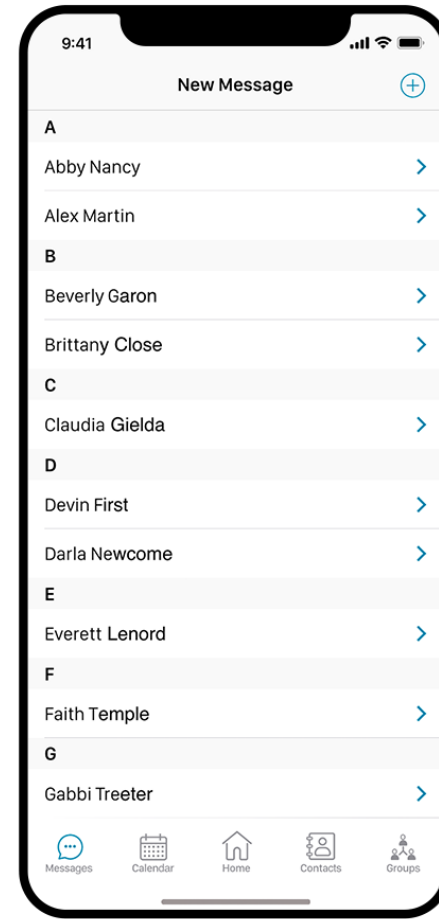 9:41
New Message
A
Abby Nancy
Alex Martin
B
Beverly Garon
Brittany Close
C
Claudia Gielda
D
Devin First
Darla Newcome
E
Everett Lenord
F
Faith Temple
G
Gabbi Treeter
Messages Calendar Home Contacts Groups